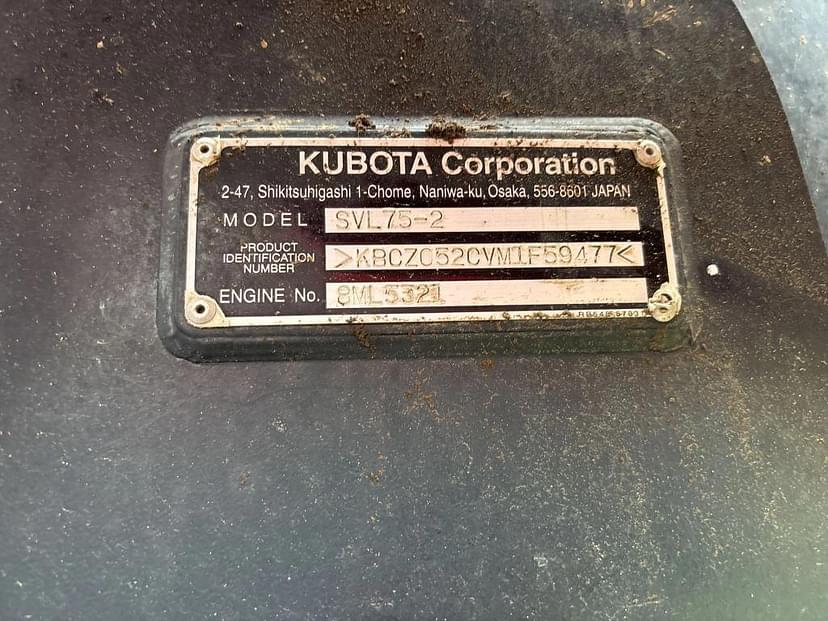 KUBOTA Corporation
2-47, Shikitsuhigashi 1-Chome, Naniwa-ku, Osaka, 556-8601 JAPAN
MODEL SVL75-2
PRODUCT IDENTIFICATION NUMBER >KBCZ052CVM1F59477<
ENGINE No. 8ML5321